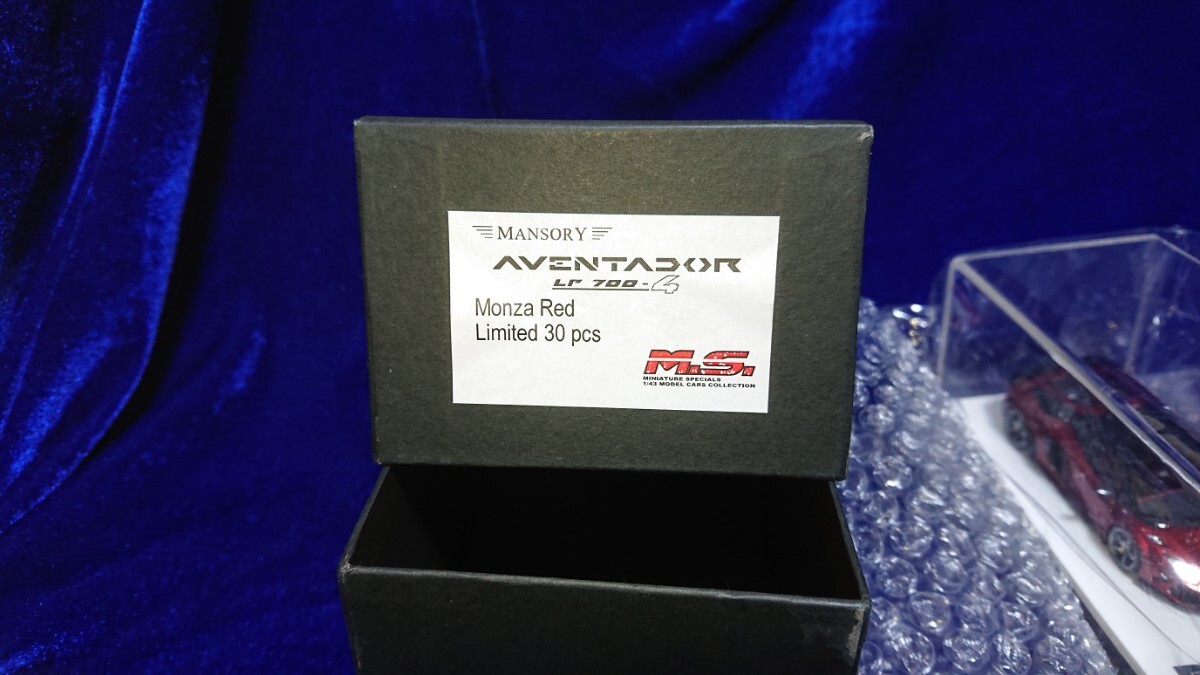 MANSORY
AVENTADOR
LP 700-4
Monza Red
Limited 30 pcs
M.S.
MINIATURE SPECIALS
1/43 MODEL CARS COLLECTION